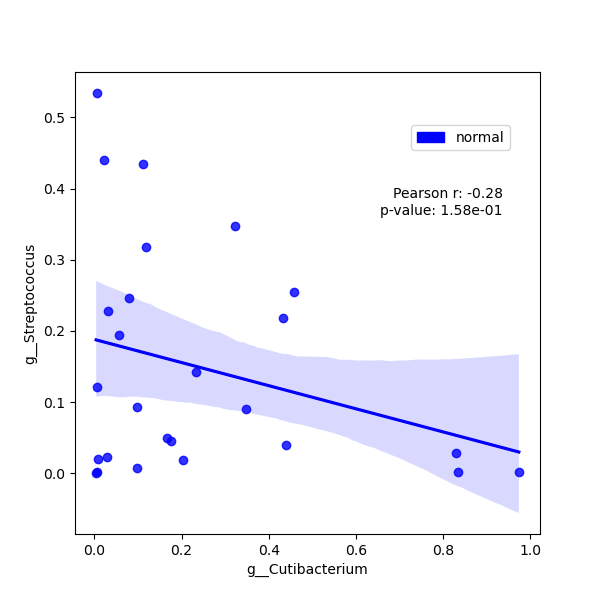 normal
Pearson r: -0.28
p-value: 1.58e-01
g__Streptococcus
0.5
0.4
0.3
0.2
0.1
0.0
0.0 0.2 0.4 0.6 0.8 1.0
g__Cutibacterium